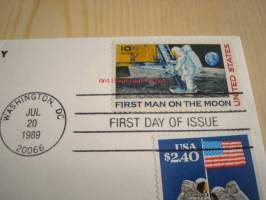 Y
10c
UNITED STATES
FIRST MAN ON THE MOON
WASHINGTON, DC
JUL
20
1989
20066
FIRST DAY OF ISSUE
USA
$2.40